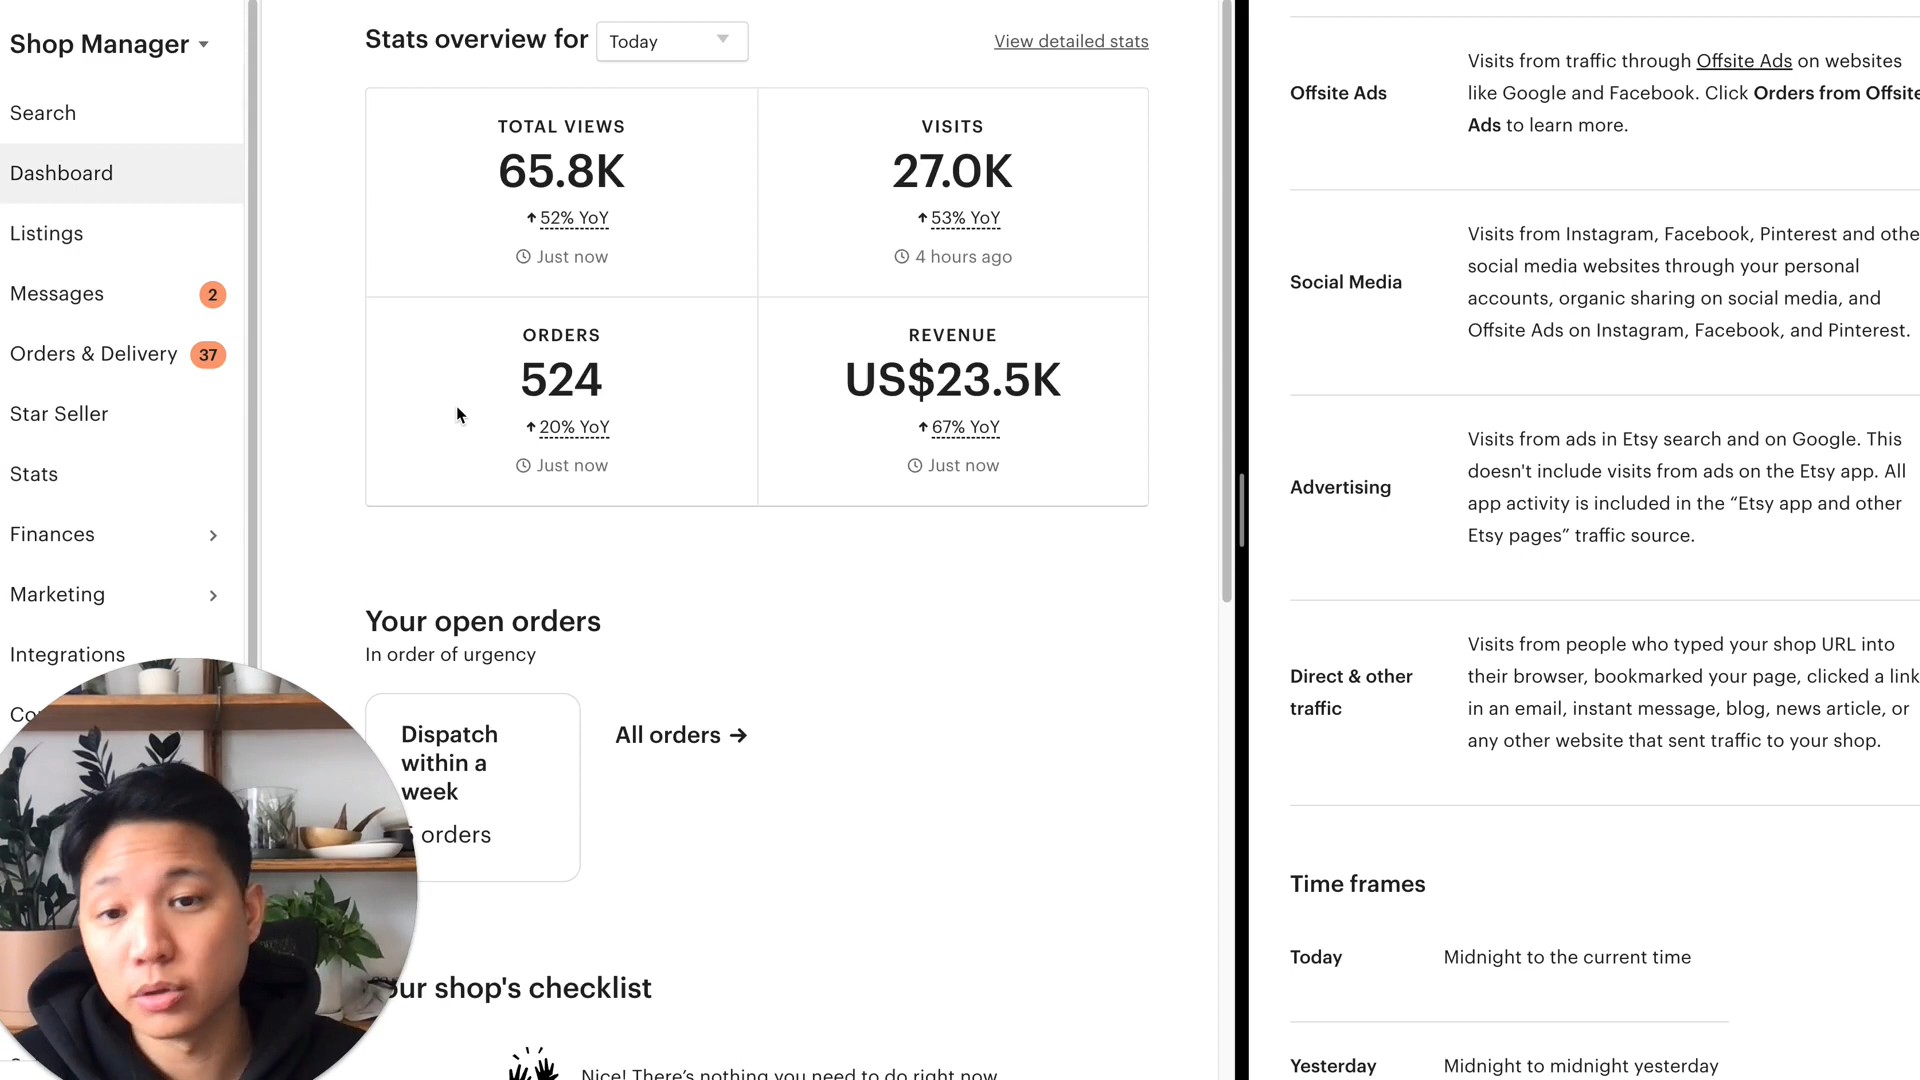 Shop Manager
Search
Dashboard
Listings
Messages 2
Orders & Delivery 37
Star Seller
Stats
Finances
Marketing
Integrations
Stats overview for Today
View detailed stats
TOTAL VIEWS
65.8K
52% YoY
Just now
VISITS
27.0K
53% YoY
4 hours ago
ORDERS
524
20% YoY
Just now
REVENUE
US$23.5K
67% YoY
Just now
Your open orders
In order of urgency
Dispatch
within a
week
orders
All orders →
our shop's checklist
Nice! There's nothing you need to do right now
Offsite Ads
Visits from traffic through Offsite Ads on websites
like Google and Facebook. Click Orders from Offsite
Ads to learn more.
Social Media
Visits from Instagram, Facebook, Pinterest and othe
social media websites through your personal
accounts, organic sharing on social media, and
Offsite Ads on Instagram, Facebook, and Pinterest.
Advertising
Visits from ads in Etsy search and on Google. This
doesn't include visits from ads on the Etsy app. All
app activity is included in the “Etsy app and other
Etsy pages” traffic source.
Direct & other
traffic
Visits from people who typed your shop URL into
their browser, bookmarked your page, clicked a link
in an email, instant message, blog, news article, or
any other website that sent traffic to your shop.
Time frames
Today Midnight to the current time
Yesterday Midnight to midnight yesterday